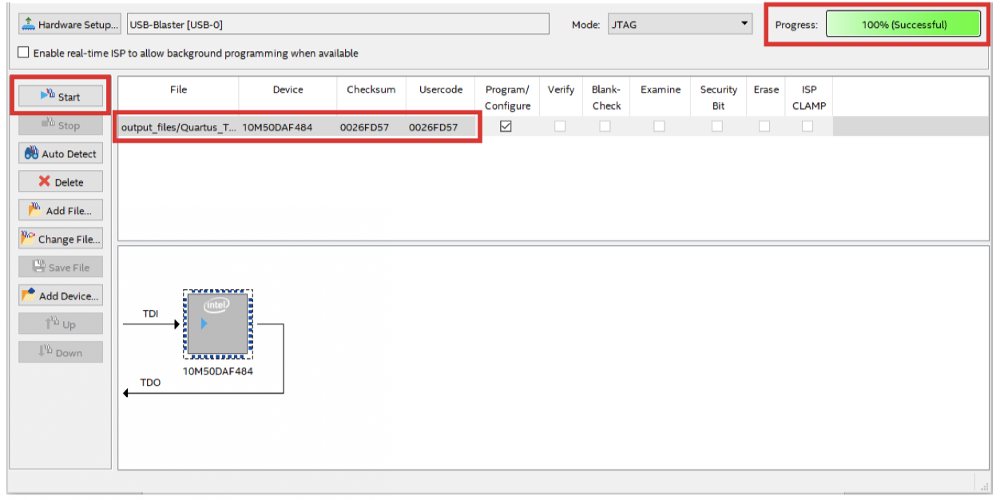 Hardware Setup... USB-Blaster [USB-0] Mode: JTAG Progress: 100% (Successful)
Enable real-time ISP to allow background programming when available
Start
Stop
Auto Detect
Delete
Add File...
Change File...
Save File
Add Device...
Up
Down
File Device Checksum Usercode Program/ Verify Blank- Examine Security Erase ISP
Configure Check Bit CLAMP
output_files/Quartus_T... 10M50DAF484 0026FD57 0026FD57
intel
TDI
10M50DAF484
TDO